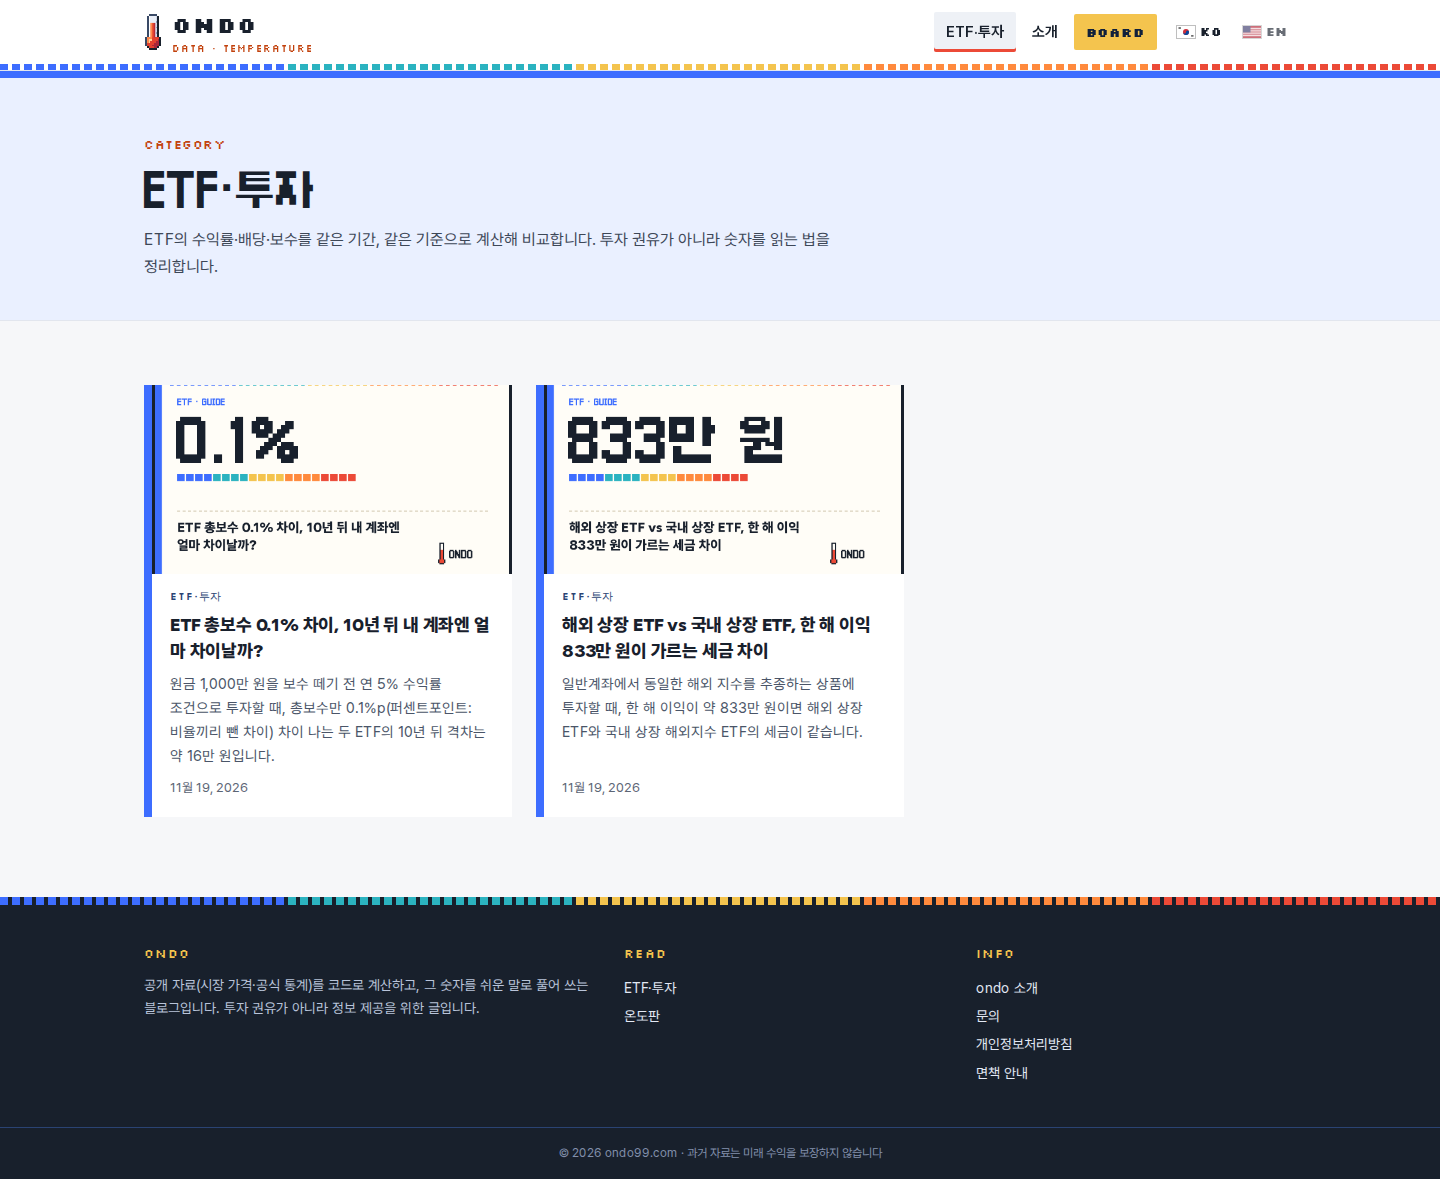 ONDO
DATA · TEMPERATURE
ETF·투자
소개
BOARD
KO
EN
CATEGORY
ETF·투자
ETF의 수익률·배당·보수를 같은 기간, 같은 기준으로 계산해 비교합니다. 투자 권유가 아니라 숫자를 읽는 법을
정리합니다.
ETF · GUIDE
0.1%
ETF 총보수 0.1% 차이, 10년 뒤 내 계좌엔
얼마 차이날까?
ONDO
ETF·투자
ETF 총보수 0.1% 차이, 10년 뒤 내 계좌엔 얼
마 차이날까?
원금 1,000만 원을 보수 떼기 전 연 5% 수익률
조건으로 투자할 때, 총보수만 0.1%p(퍼센트포인트:
비율끼리 뺀 차이) 차이 나는 두 ETF의 10년 뒤 격차는
약 16만 원입니다.
11월 19, 2026
ETF · GUIDE
833만 원
해외 상장 ETF vs 국내 상장 ETF, 한 해 이익
833만 원이 가르는 세금 차이
ONDO
ETF·투자
해외 상장 ETF vs 국내 상장 ETF, 한 해 이익
833만 원이 가르는 세금 차이
일반계좌에서 동일한 해외 지수를 추종하는 상품에
투자할 때, 한 해 이익이 약 833만 원이면 해외 상장
ETF와 국내 상장 해외지수 ETF의 세금이 같습니다.
11월 19, 2026
ONDO
공개 자료(시장 가격·공식 통계)를 코드로 계산하고, 그 숫자를 쉬운 말로 풀어 쓰는
블로그입니다. 투자 권유가 아니라 정보 제공을 위한 글입니다.
READ
ETF·투자
온도판
INFO
ondo 소개
문의
개인정보처리방침
면책 안내
© 2026 ondo99.com · 과거 자료는 미래 수익을 보장하지 않습니다